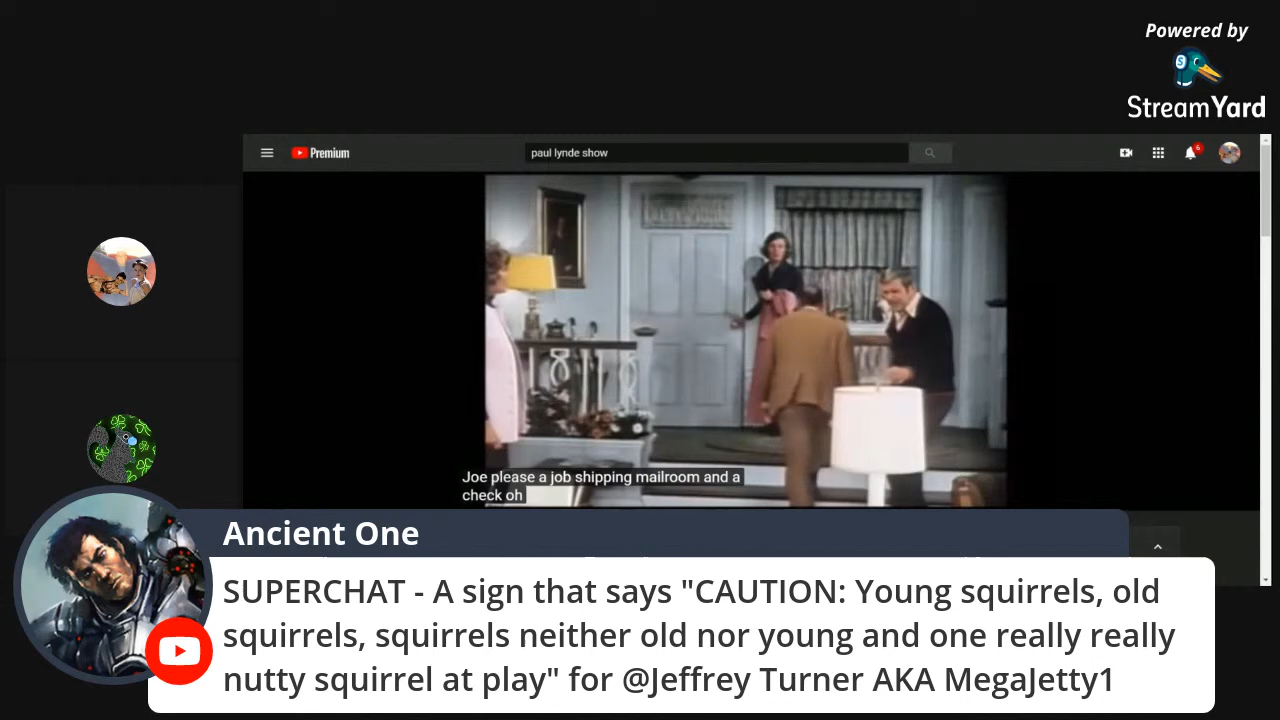 Powered by
StreamYard
Premium
paul lynde show
6
Joe please a job shipping mailroom and a
check oh
Ancient One
SUPERCHAT - A sign that says "CAUTION: Young squirrels, old
squirrels, squirrels neither old nor young and one really really
nutty squirrel at play" for @Jeffrey Turner AKA MegaJetty1